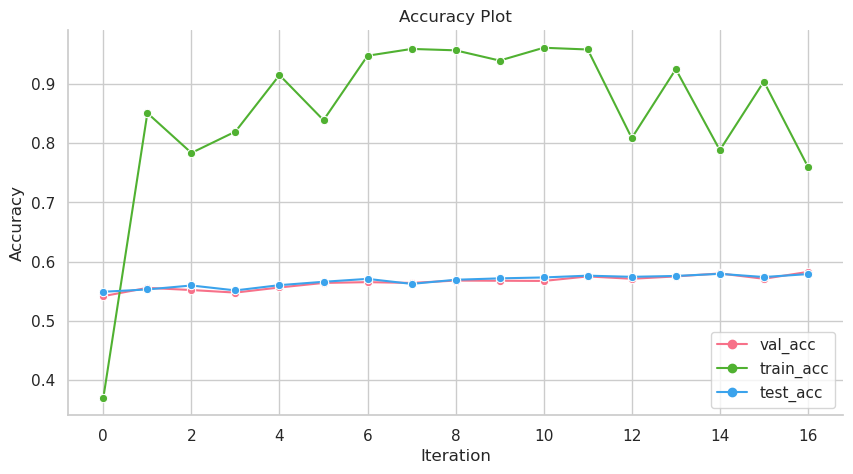 Accuracy Plot
Accuracy
0.9
0.8
0.7
0.6
0.5
0.4
val_acc
train_acc
test_acc
0 2 4 6 8 10 12 14 16
Iteration